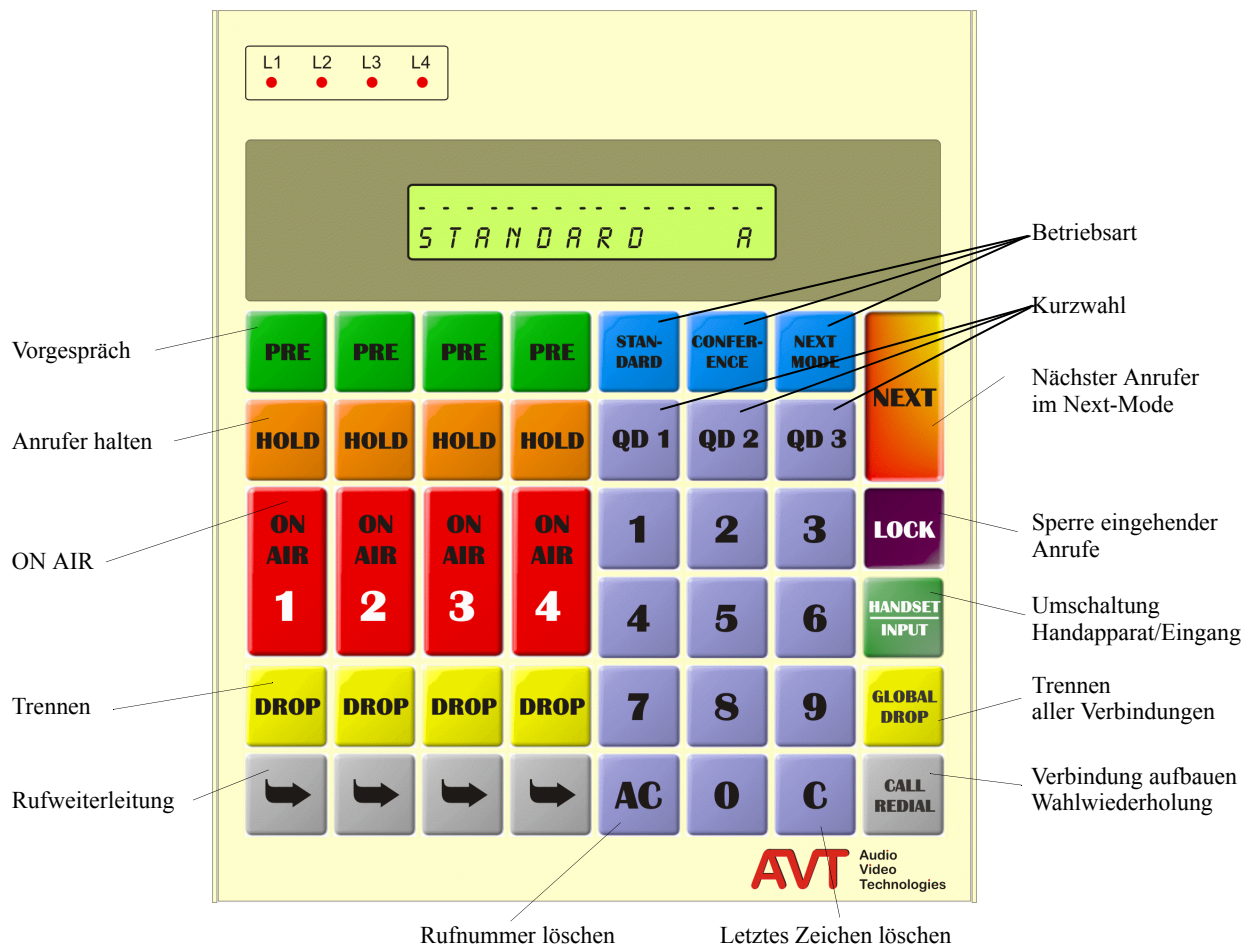 L1 L2 L3 L4
- - - - - - - - - - - - - - -
STANDARD A
Betriebsart
Kurzwahl
Vorgespräch
PRE PRE PRE PRE
STAN-
DARD
CONFER-
ENCE
NEXT
MODE
NEXT
Nächster Anrufer
im Next-Mode
Anrufer halten
HOLD HOLD HOLD HOLD QD 1 QD 2 QD 3
ON AIR
ON
AIR
1
ON
AIR
2
ON
AIR
3
ON
AIR
4
1 2 3
LOCK
Sperre eingehender
Anrufe
4 5 6
HANDSET
INPUT
Umschaltung
Handapparat/Eingang
Trennen
DROP DROP DROP DROP 7 8 9
GLOBAL
DROP
Trennen
aller Verbindungen
Rufweiterleitung
AC 0 C
CALL
REDIAL
Verbindung aufbauen
Wahlwiederholung
AVT
Audio
Video
Technologies
Rufnummer löschen
Letztes Zeichen löschen